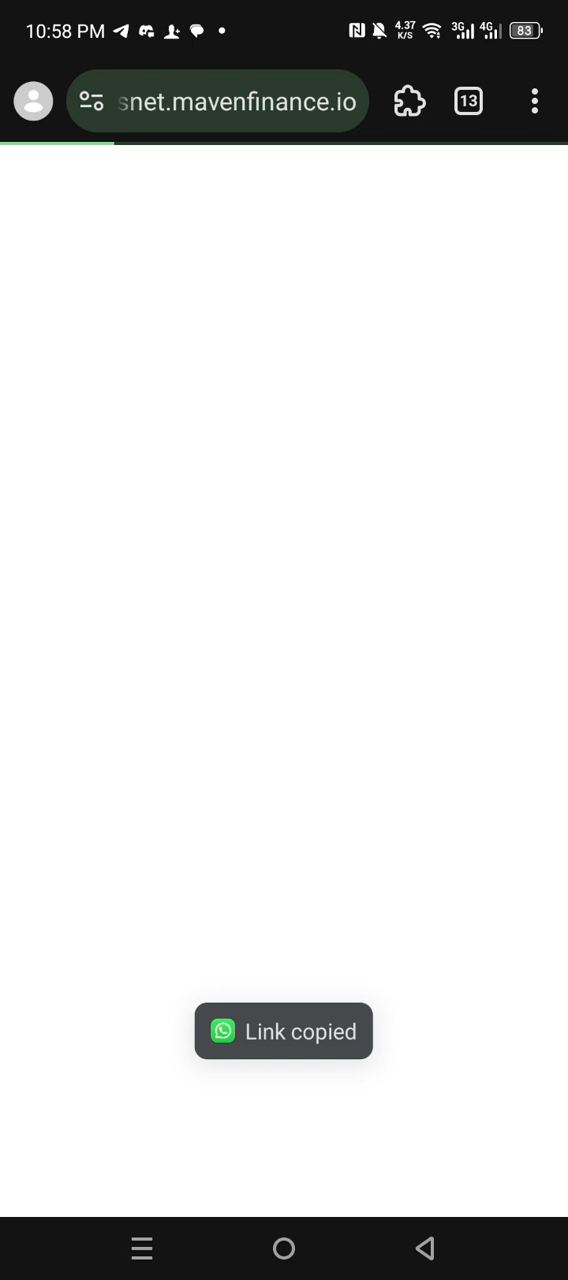 10:58 PM
4.37
K/S
3G
4G
83
snet.mavenfinance.io
13
Link copied